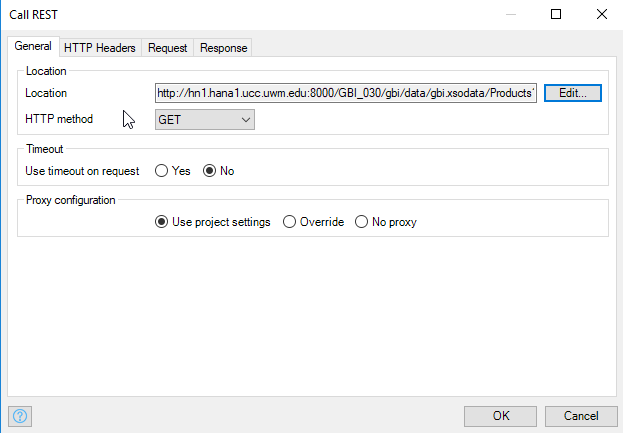 Call REST
General HTTP Headers Request Response
Location
Location http://hn1.hana1.ucc.uwm.edu:8000/GBI_030/gbi/data/gbi.xsodata/Products Edit...
HTTP method GET
Timeout
Use timeout on request Yes No
Proxy configuration
Use project settings Override No proxy
? OK Cancel